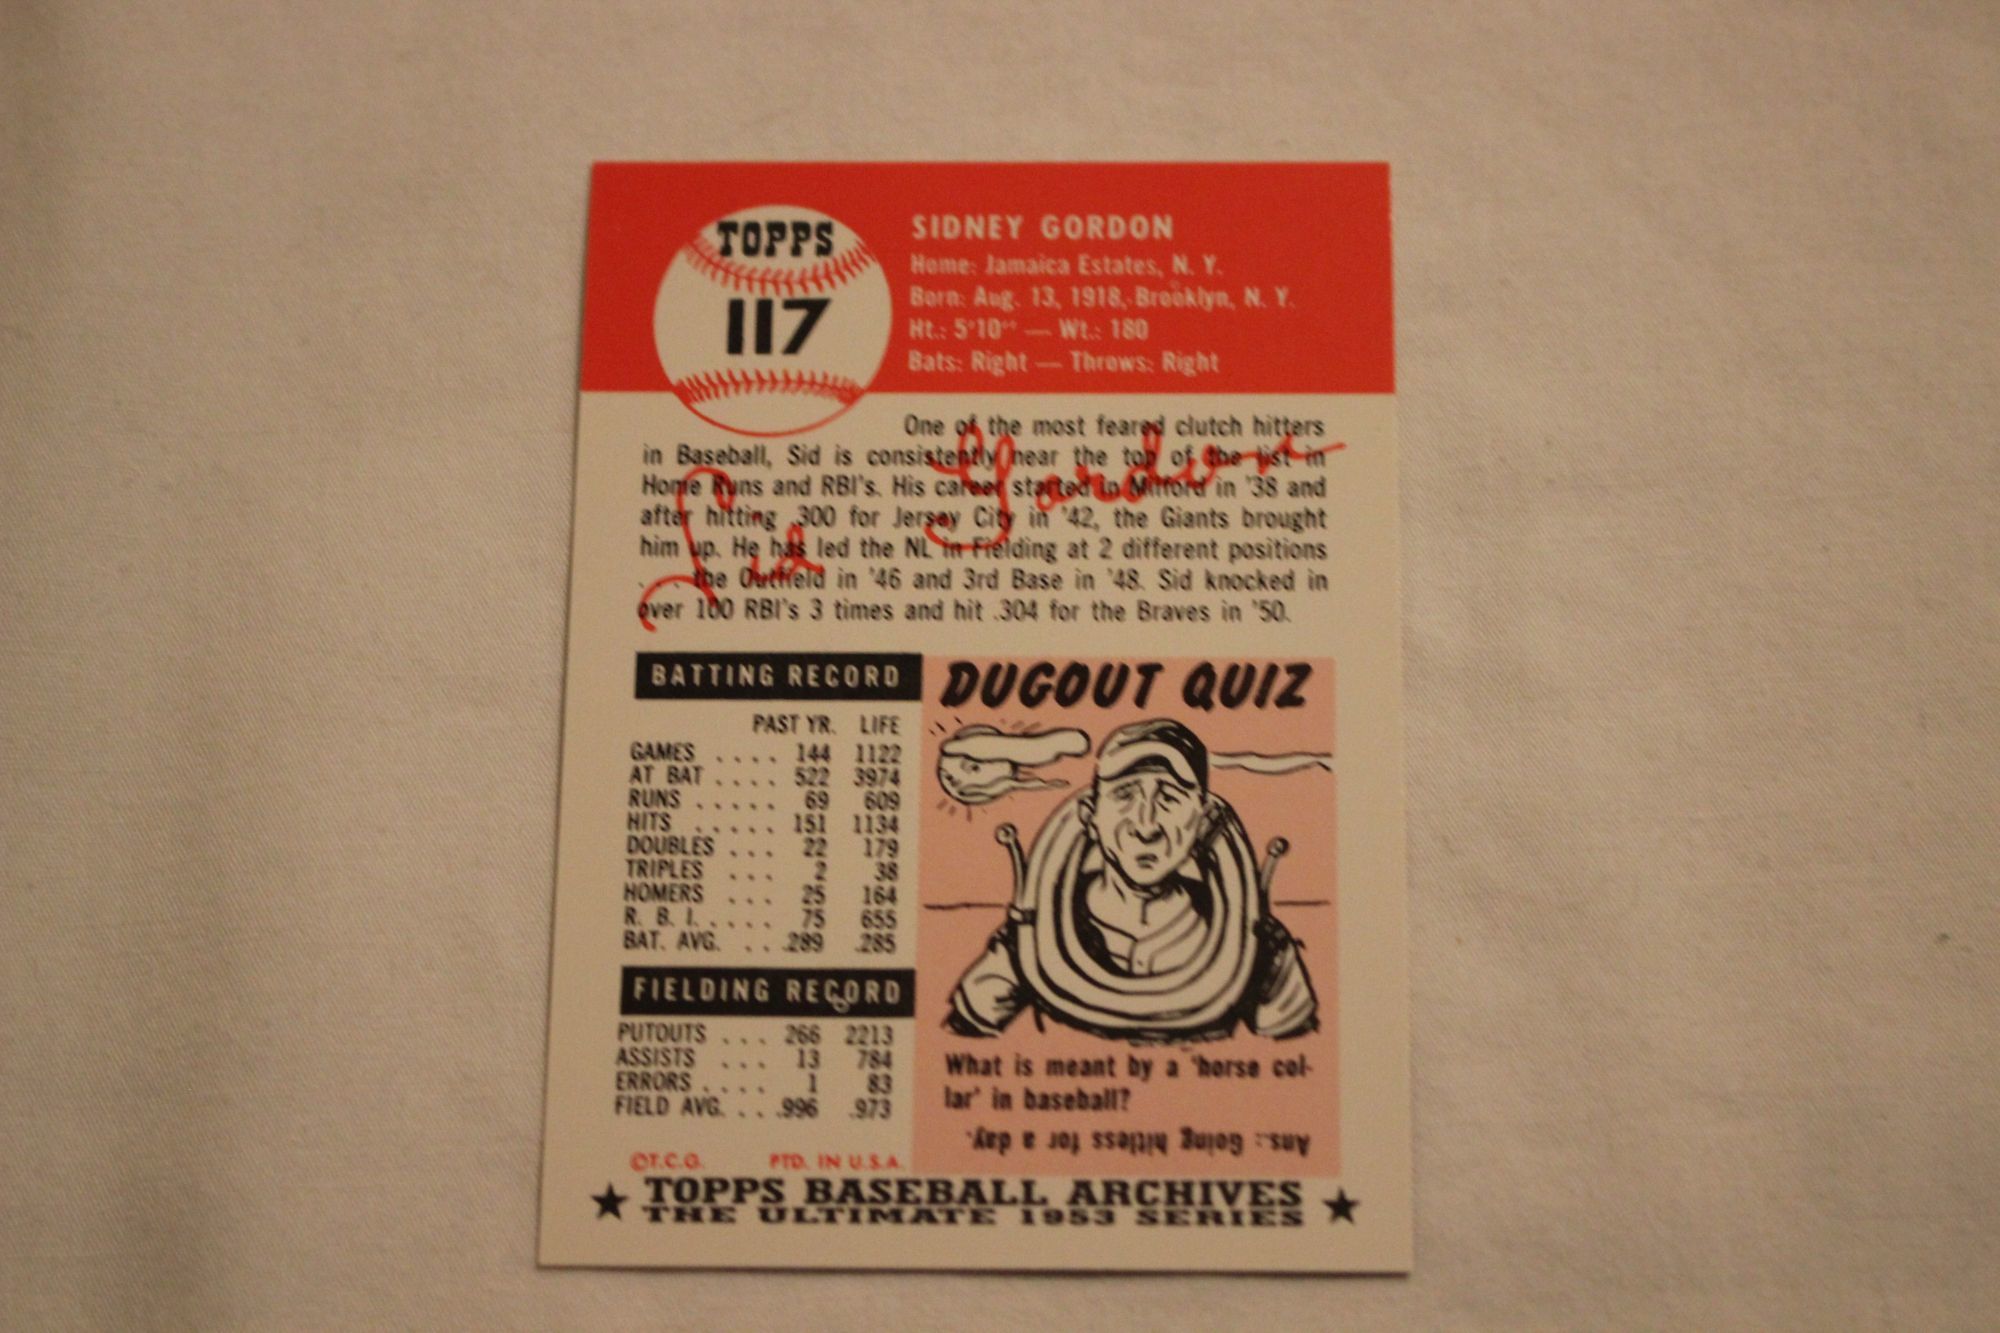 TOPPS
117
SIDNEY GORDON
Home: Jamaica Estates, N. Y.
Born: Aug. 13, 1918, Brooklyn, N. Y.
Ht.: 5'10" — Wt.: 180
Bats: Right — Throws: Right
One of the most feared clutch hitters
in Baseball, Sid is consistently near the top of the list in
Home Runs and RBI's. His career started in Milford in '38 and
after hitting .300 for Jersey City in '42, the Giants brought
him up. He has led the NL in Fielding at 2 different positions
. . . the Outfield in '46 and 3rd Base in '48. Sid knocked in
over 100 RBI's 3 times and hit .304 for the Braves in '50.
Sid Gordon
BATTING RECORD
PAST YR. LIFE
GAMES . . . . 144 1122
AT BAT . . . . 522 3974
RUNS . . . . . 69 609
HITS . . . . . 151 1134
DOUBLES . . . 22 179
TRIPLES . . . 2 38
HOMERS . . . 25 164
R. B. I. . . . . 75 655
BAT. AVG. . . .289 .285
FIELDING RECORD
PUTOUTS . . . 266 2213
ASSISTS . . . 13 784
ERRORS . . . . 1 83
FIELD AVG. . . .996 .973
©T.C.G. PTD. IN U.S.A.
DUGOUT QUIZ
What is meant by a 'horse col-
lar' in baseball?
Ans.: Going hitless for a day.
TOPPS BASEBALL ARCHIVES
THE ULTIMATE 1953 SERIES